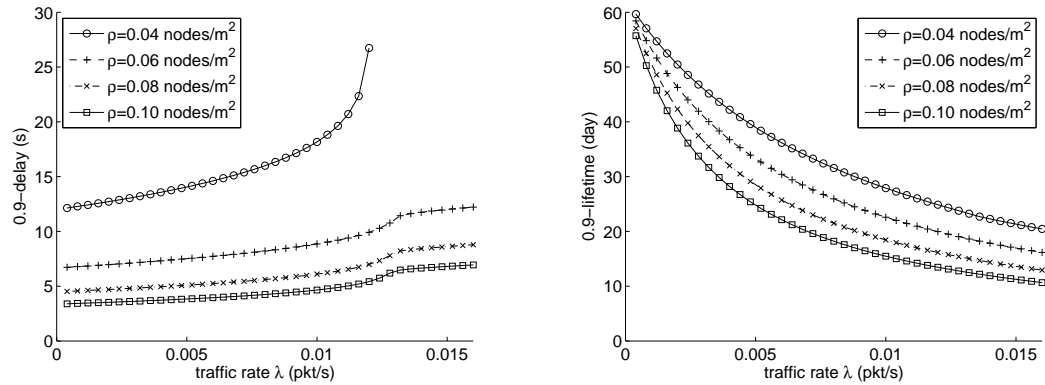 30
25
20
15
10
5
0
0
0.005
0.01
0.015
0.9−delay (s)
traffic rate λ (pkt/s)
ρ=0.04 nodes/m²
ρ=0.06 nodes/m²
ρ=0.08 nodes/m²
ρ=0.10 nodes/m²
60
50
40
30
20
10
0
0
0.005
0.01
0.015
0.9−lifetime (day)
traffic rate λ (pkt/s)
ρ=0.04 nodes/m²
ρ=0.06 nodes/m²
ρ=0.08 nodes/m²
ρ=0.10 nodes/m²